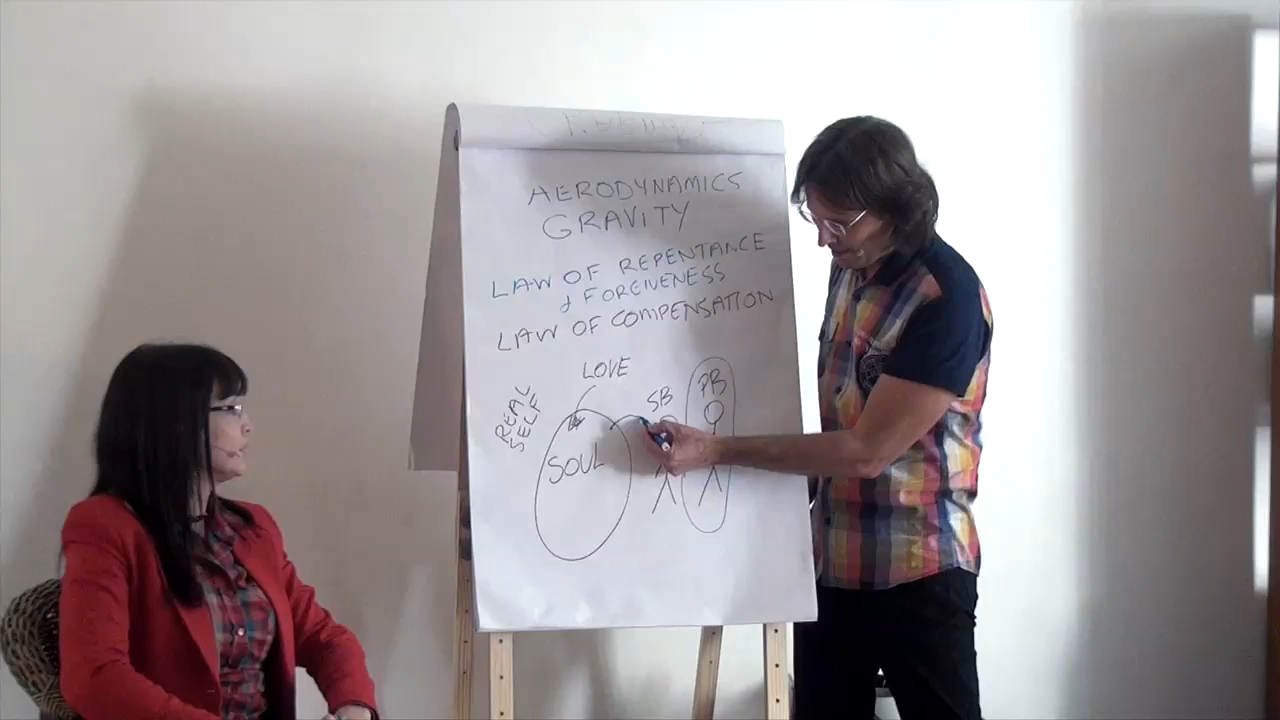 AERODYNAMICS
GRAVITY
LAW OF REPENTANCE
& FORGIVENESS
LAW OF COMPENSATION
LOVE
REAL
SELF
SOUL
SB
PB